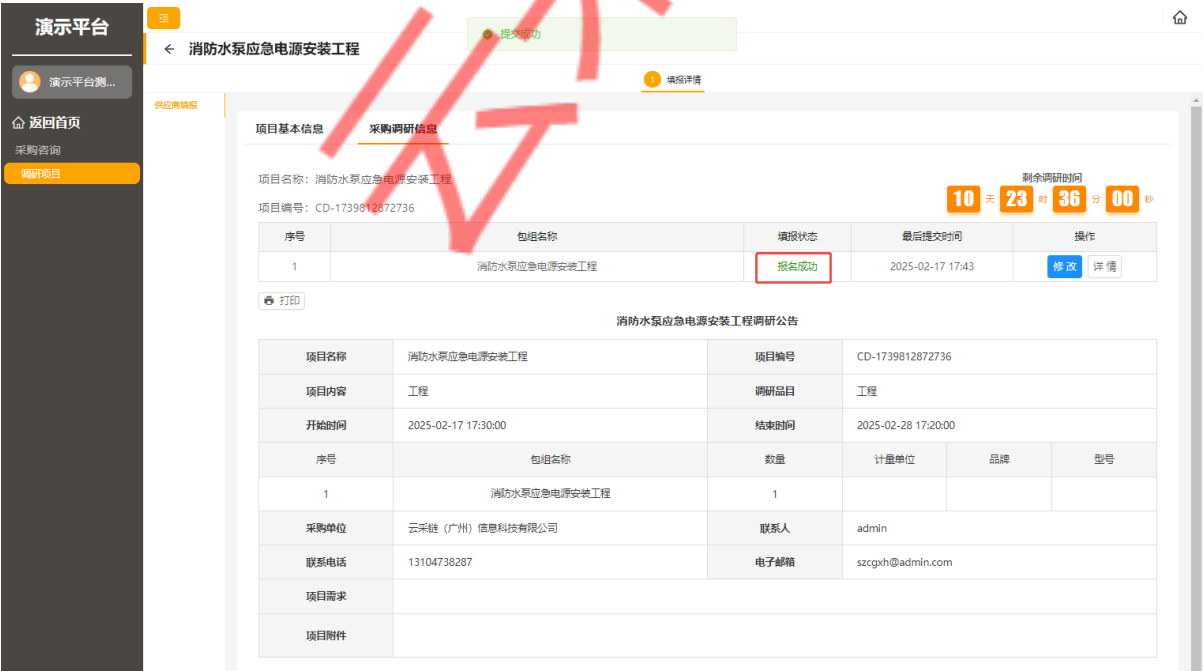 演示平台
提交成功
消防水泵应急电源安装工程
演示平台测...
1 填报详情
供应商填报
返回首页
项目基本信息 采购调研信息
采购咨询
调研项目
项目名称：消防水泵应急电源安装工程
剩余调研时间
10 天 23 时 36 分 00 秒
项目编号：CD-1739812872736
序号 包组名称 填报状态 最后提交时间 操作
1 消防水泵应急电源安装工程 报名成功 2025-02-17 17:43 修改 详情
打印
消防水泵应急电源安装工程调研公告
项目名称 消防水泵应急电源安装工程 项目编号 CD-1739812872736
项目内容 工程 调研品目 工程
开始时间 2025-02-17 17:30:00 结束时间 2025-02-28 17:20:00
序号 包组名称 数量 计量单位 品牌 型号
1 消防水泵应急电源安装工程 1
采购单位 云采链（广州）信息科技有限公司 联系人 admin
联系电话 13104738287 电子邮箱 szcgxh@admin.com
项目需求
项目附件